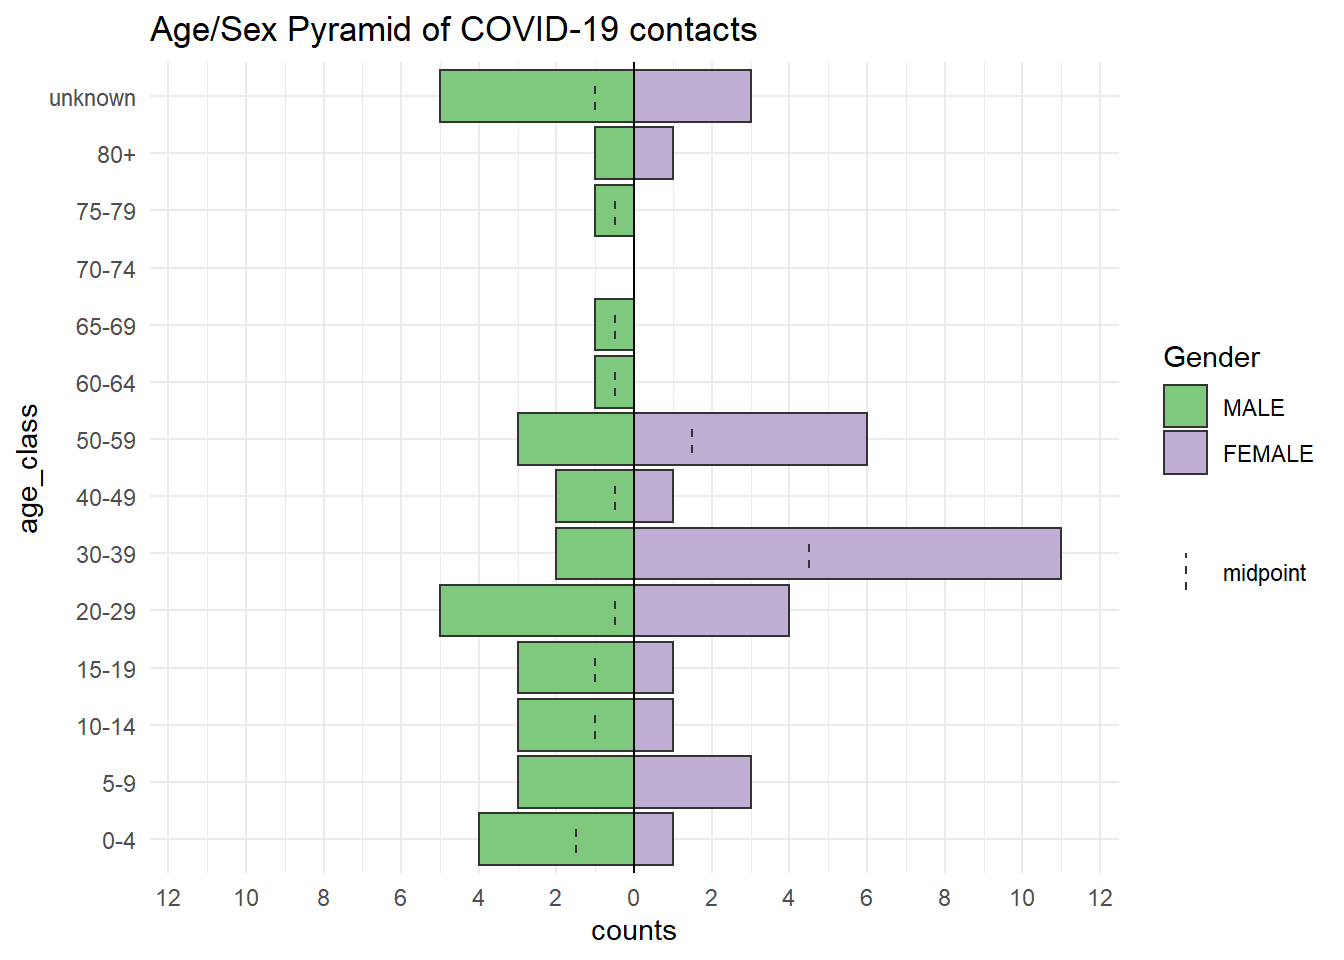 Age/Sex Pyramid of COVID-19 contacts
unknown
80+
75-79
70-74
65-69
60-64
50-59
40-49
30-39
20-29
15-19
10-14
5-9
0-4
age_class
12 10 8 6 4 2 0 2 4 6 8 10 12
counts
Gender
MALE
FEMALE
midpoint